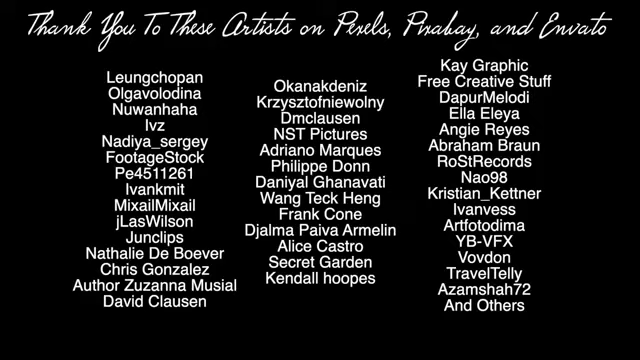 Thank You To These Artists on Pexels, Pixabay, and Envato
Leungchopan
Olgavolodina
Nuwanhaha
Ivz
Nadiya_sergey
FootageStock
Pe4511261
Ivankmit
MixailMixail
jLasWilson
Junclips
Nathalie De Boever
Chris Gonzalez
Author Zuzanna Musial
David Clausen
Okanakdeniz
Krzysztofniewolny
Dmclausen
NST Pictures
Adriano Marques
Philippe Donn
Daniyal Ghanavati
Wang Teck Heng
Frank Cone
Djalma Paiva Armelin
Alice Castro
Secret Garden
Kendall hoopes
Kay Graphic
Free Creative Stuff
DapurMelodi
Ella Eleya
Angie Reyes
Abraham Braun
RoStRecords
Nao98
Kristian_Kettner
Ivanvess
Artfotodima
YB-VFX
Vovdon
TravelTelly
Azamshah72
And Others